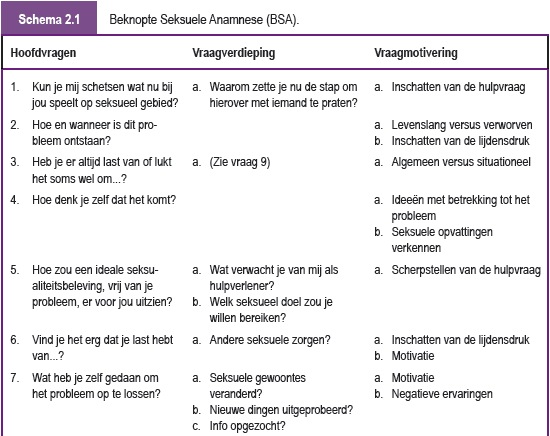 Schema 2.1 Beknopte Seksuele Anamnese (BSA).
Hoofdvragen Vraagverdieping Vraagmotivering
1. Kun je mij schetsen wat nu bij a. Waarom zette je nu de stap om a. Inschatten van de hulpvraag
jou speelt op seksueel gebied? hierover met iemand te praten?
2. Hoe en wanneer is dit pro- a. Levenslang versus verworven
bleem ontstaan? b. Inschatten van de lijdensdruk
3. Heb je er altijd last van of lukt a. (Zie vraag 9) a. Algemeen versus situationeel
het soms wel om...?
4. Hoe denk je zelf dat het komt? a. Ideeën met betrekking tot het
probleem
b. Seksuele opvattingen
verkennen
5. Hoe zou een ideale seksu- a. Wat verwacht je van mij als a. Scherpstellen van de hulpvraag
aliteitsbeleving, vrij van je hulpverlener?
probleem, er voor jou uitzien? b. Welk seksueel doel zou je
willen bereiken?
6. Vind je het erg dat je last hebt a. Andere seksuele zorgen? a. Inschatten van de lijdensdruk
van...? b. Motivatie
7. Wat heb je zelf gedaan om a. Seksuele gewoontes a. Motivatie
het probleem op te lossen? veranderd? b. Negatieve ervaringen
b. Nieuwe dingen uitgeprobeerd?
c. Info opgezocht?